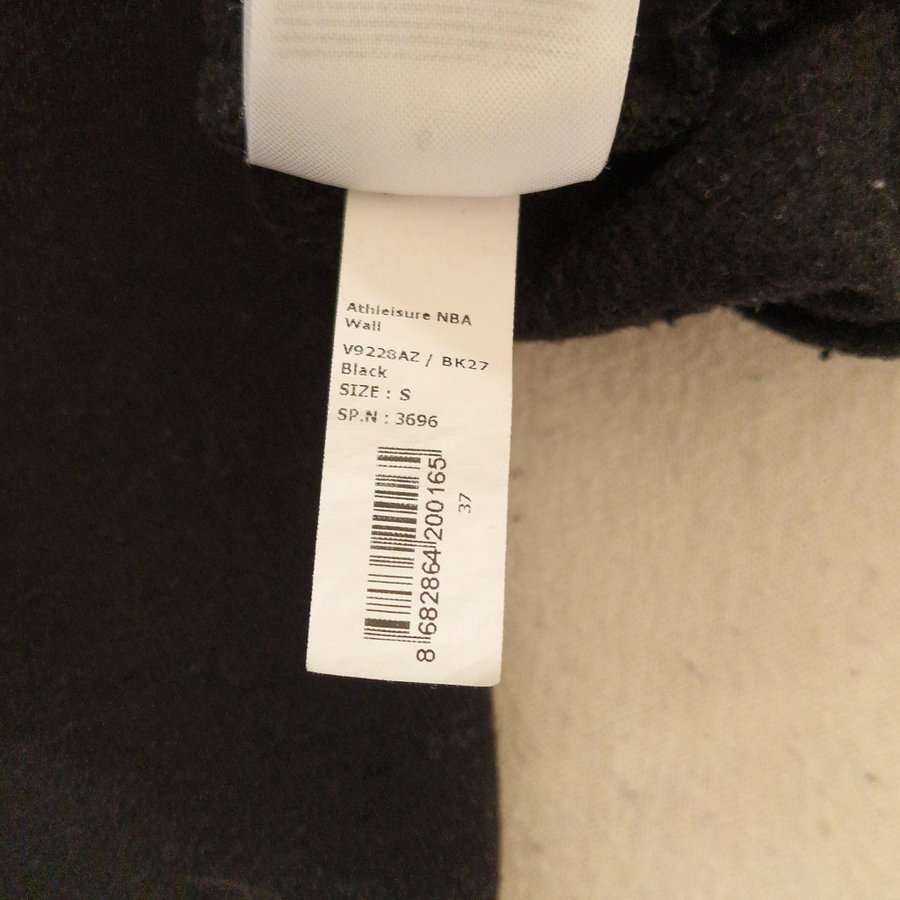 Athleisure NBA
Wall
V9228AZ / BK27
Black
SIZE : S
SP.N : 3696
8 682864 200165
37